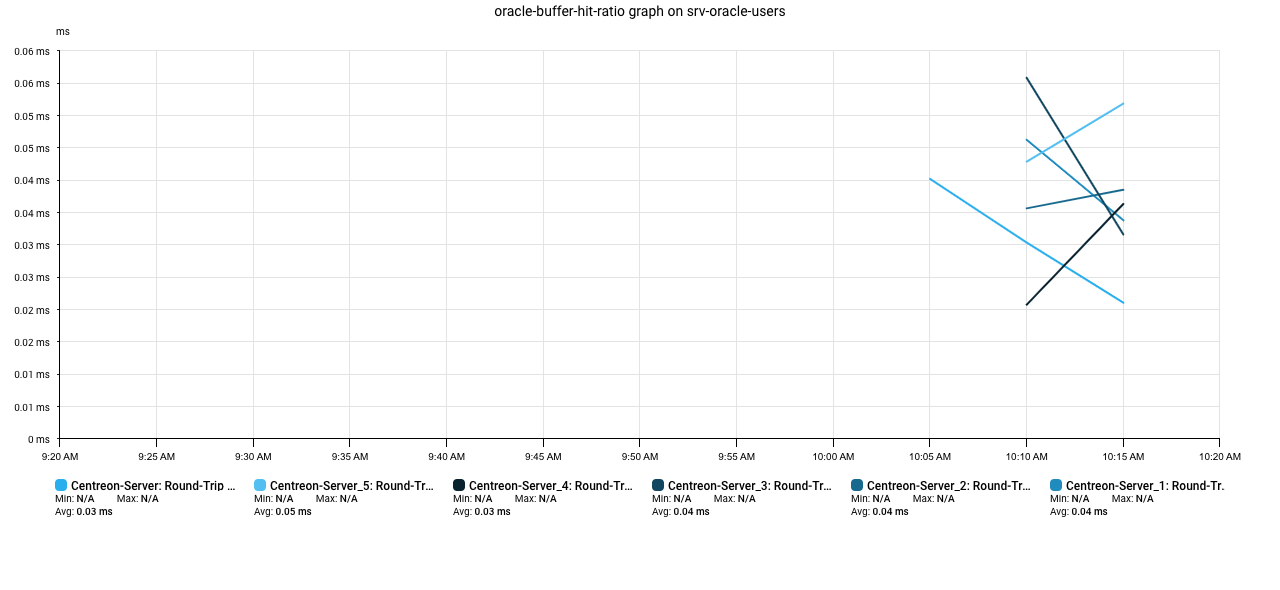 oracle-buffer-hit-ratio graph on srv-oracle-users
ms
0.06 ms
0.06 ms
0.05 ms
0.05 ms
0.04 ms
0.04 ms
0.03 ms
0.03 ms
0.02 ms
0.02 ms
0.01 ms
0.01 ms
0 ms
9:20 AM 9:25 AM 9:30 AM 9:35 AM 9:40 AM 9:45 AM 9:50 AM 9:55 AM 10:00 AM 10:05 AM 10:10 AM 10:15 AM 10:20 AM
Centreon-Server: Round-Trip ... Centreon-Server_5: Round-Tr... Centreon-Server_4: Round-Tr... Centreon-Server_3: Round-Tr... Centreon-Server_2: Round-Tr... Centreon-Server_1: Round-Tr.
Min: N/A Max: N/A Min: N/A Max: N/A Min: N/A Max: N/A Min: N/A Max: N/A Min: N/A Max: N/A Min: N/A Max: N/A
Avg: 0.03 ms Avg: 0.05 ms Avg: 0.03 ms Avg: 0.04 ms Avg: 0.04 ms Avg: 0.04 ms